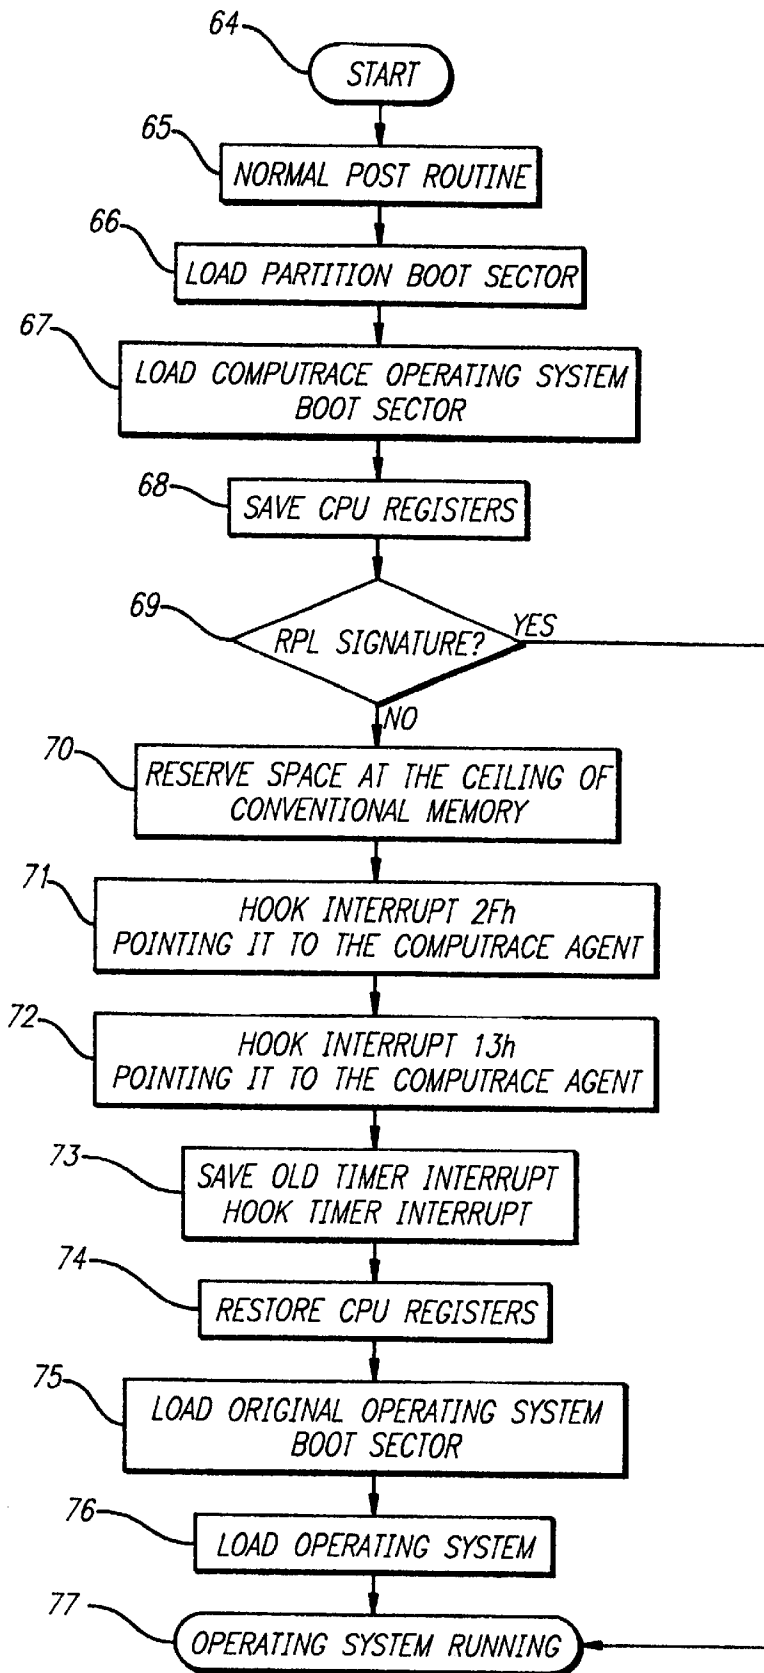 64
START
65
NORMAL POST ROUTINE
66
LOAD PARTITION BOOT SECTOR
67
LOAD COMPUTRACE OPERATING SYSTEM
BOOT SECTOR
68
SAVE CPU REGISTERS
69
RPL SIGNATURE?
YES
NO
70
RESERVE SPACE AT THE CEILING OF
CONVENTIONAL MEMORY
71
HOOK INTERRUPT 2Fh
POINTING IT TO THE COMPUTRACE AGENT
72
HOOK INTERRUPT 13h
POINTING IT TO THE COMPUTRACE AGENT
73
SAVE OLD TIMER INTERRUPT
HOOK TIMER INTERRUPT
74
RESTORE CPU REGISTERS
75
LOAD ORIGINAL OPERATING SYSTEM
BOOT SECTOR
76
LOAD OPERATING SYSTEM
77
OPERATING SYSTEM RUNNING